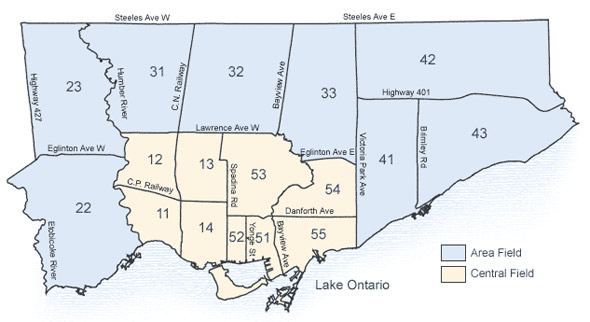 Steeles Ave W
Steeles Ave E
Highway 427
23
Humber River
31
C.N. Railway
32
Bayview Ave
33
42
Highway 401
Lawrence Ave W
Eglinton Ave W
Eglinton Ave E
Victoria Park Ave
41
Brimley Rd
43
12
13
Spadina Rd
53
54
C.P. Railway
22
11
14
52
Yonge St
51
Bayview Ave
Danforth Ave
55
Etobicoke River
Lake Ontario
Area Field
Central Field